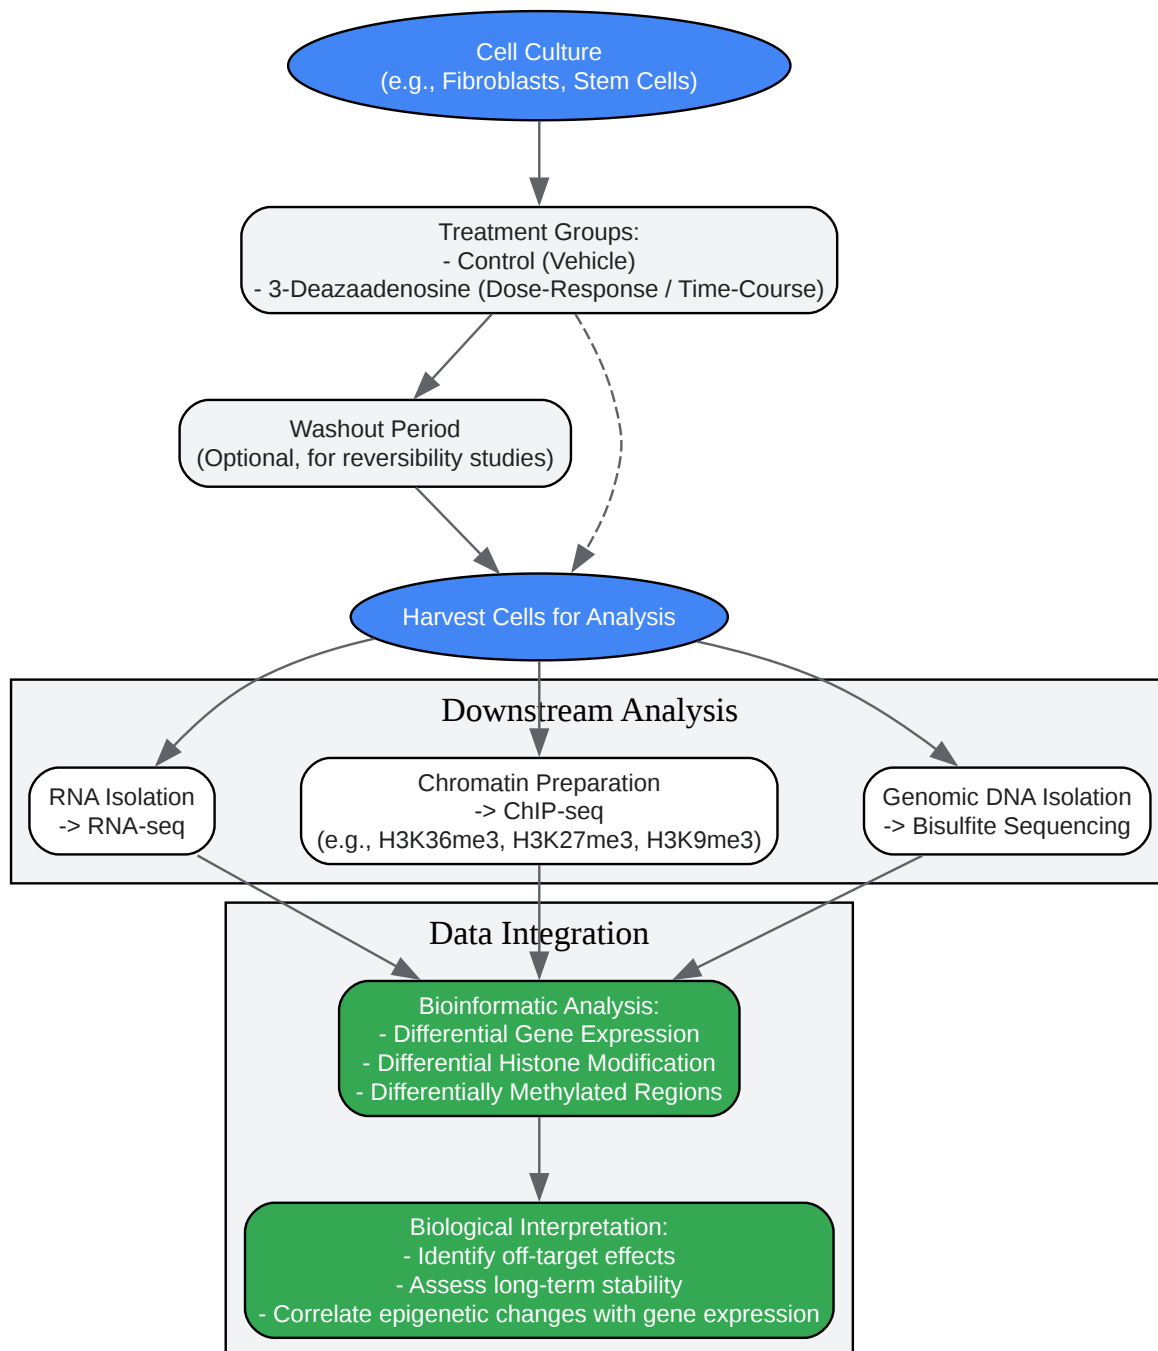 Cell Culture
(e.g., Fibroblasts, Stem Cells)
Treatment Groups:
- Control (Vehicle)
- 3-Deazaadenosine (Dose-Response / Time-Course)
Washout Period
(Optional, for reversibility studies)
Harvest Cells for Analysis
Downstream Analysis
RNA Isolation
-> RNA-seq
Chromatin Preparation
-> ChIP-seq
(e.g., H3K36me3, H3K27me3, H3K9me3)
Genomic DNA Isolation
-> Bisulfite Sequencing
Data Integration
Bioinformatic Analysis:
- Differential Gene Expression
- Differential Histone Modification
- Differentially Methylated Regions
Biological Interpretation:
- Identify off-target effects
- Assess long-term stability
- Correlate epigenetic changes with gene expression